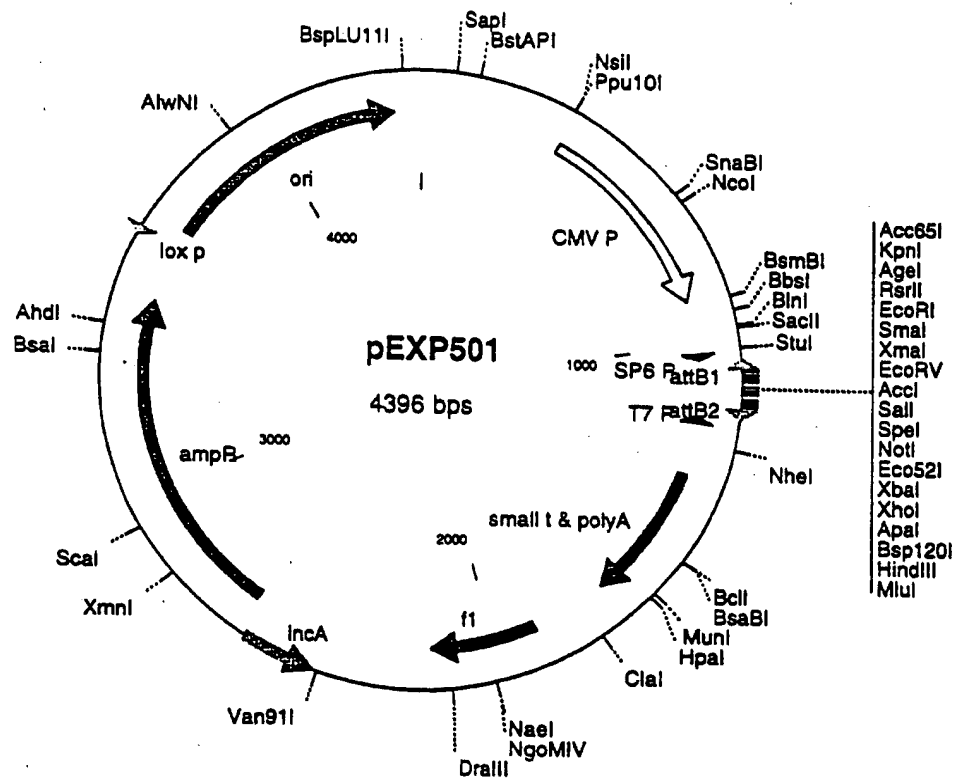 SapI
BspLU11I
BstAPI
NsiI
Ppu10I
AlwNI
SnaBI
NcoI
ori
4000
CMV P
lox p
BsmBI
BbsI
BlnI
SacII
StuI
AhdI
BsaI
pEXP501
4396 bps
1000
SP6 P
attB1
T7 P
attB2
Acc65I
KpnI
AgeI
RsrII
EcoRI
SmaI
XmaI
EcoRV
AccI
SalI
SpeI
NotI
Eco52I
XbaI
XhoI
ApaI
Bsp120I
HindIII
MluI
NheI
3000
ampR
small t & polyA
2000
ScaI
XmnI
BclI
BsaBI
MunI
HpaI
ClaI
f1
incA
Van91I
NaeI
NgoMIV
DraIII